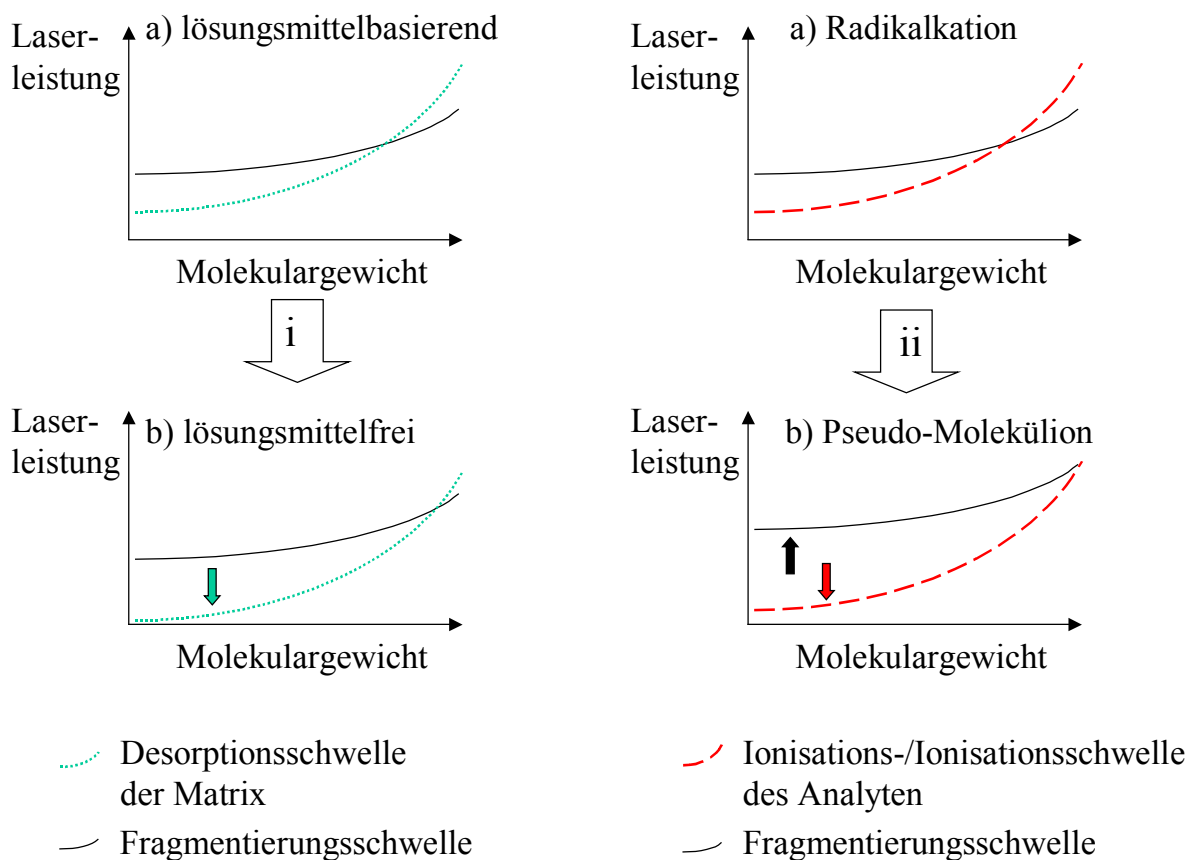 a) lösungsmittelbasierend
Laser-
leistung
Molekulargewicht
i
b) lösungsmittelfrei
Laser-
leistung
Molekulargewicht
Desorptionsschwelle
der Matrix
Fragmentierungsschwelle
a) Radikalkation
Laser-
leistung
Molekulargewicht
ii
b) Pseudo-Molekülion
Laser-
leistung
Molekulargewicht
Ionisations-/Ionisationsschwelle
des Analyten
Fragmentierungsschwelle